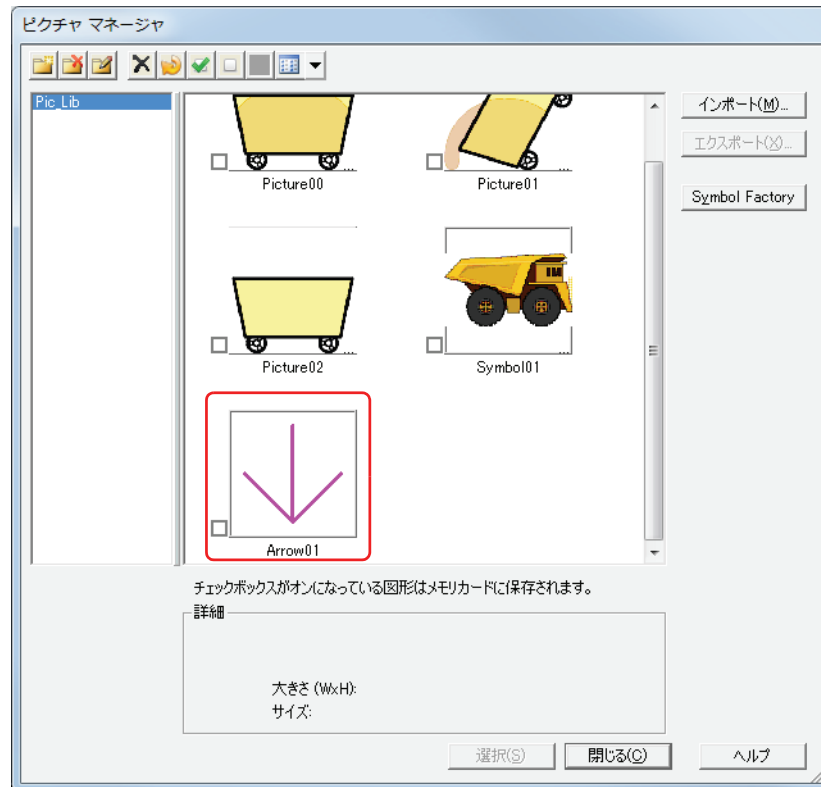 ピクチャ マネージャ
Pic_Lib
インポート(M)...
エクスポート(X)...
Symbol Factory
... ...
Picture00 Picture01
... ...
Picture02 Symbol01
Arrow01
チェックボックスがオンになっている図形はメモリカードに保存されます。
詳細
大きさ (WxH):
サイズ:
選択(S) 閉じる(C) ヘルプ